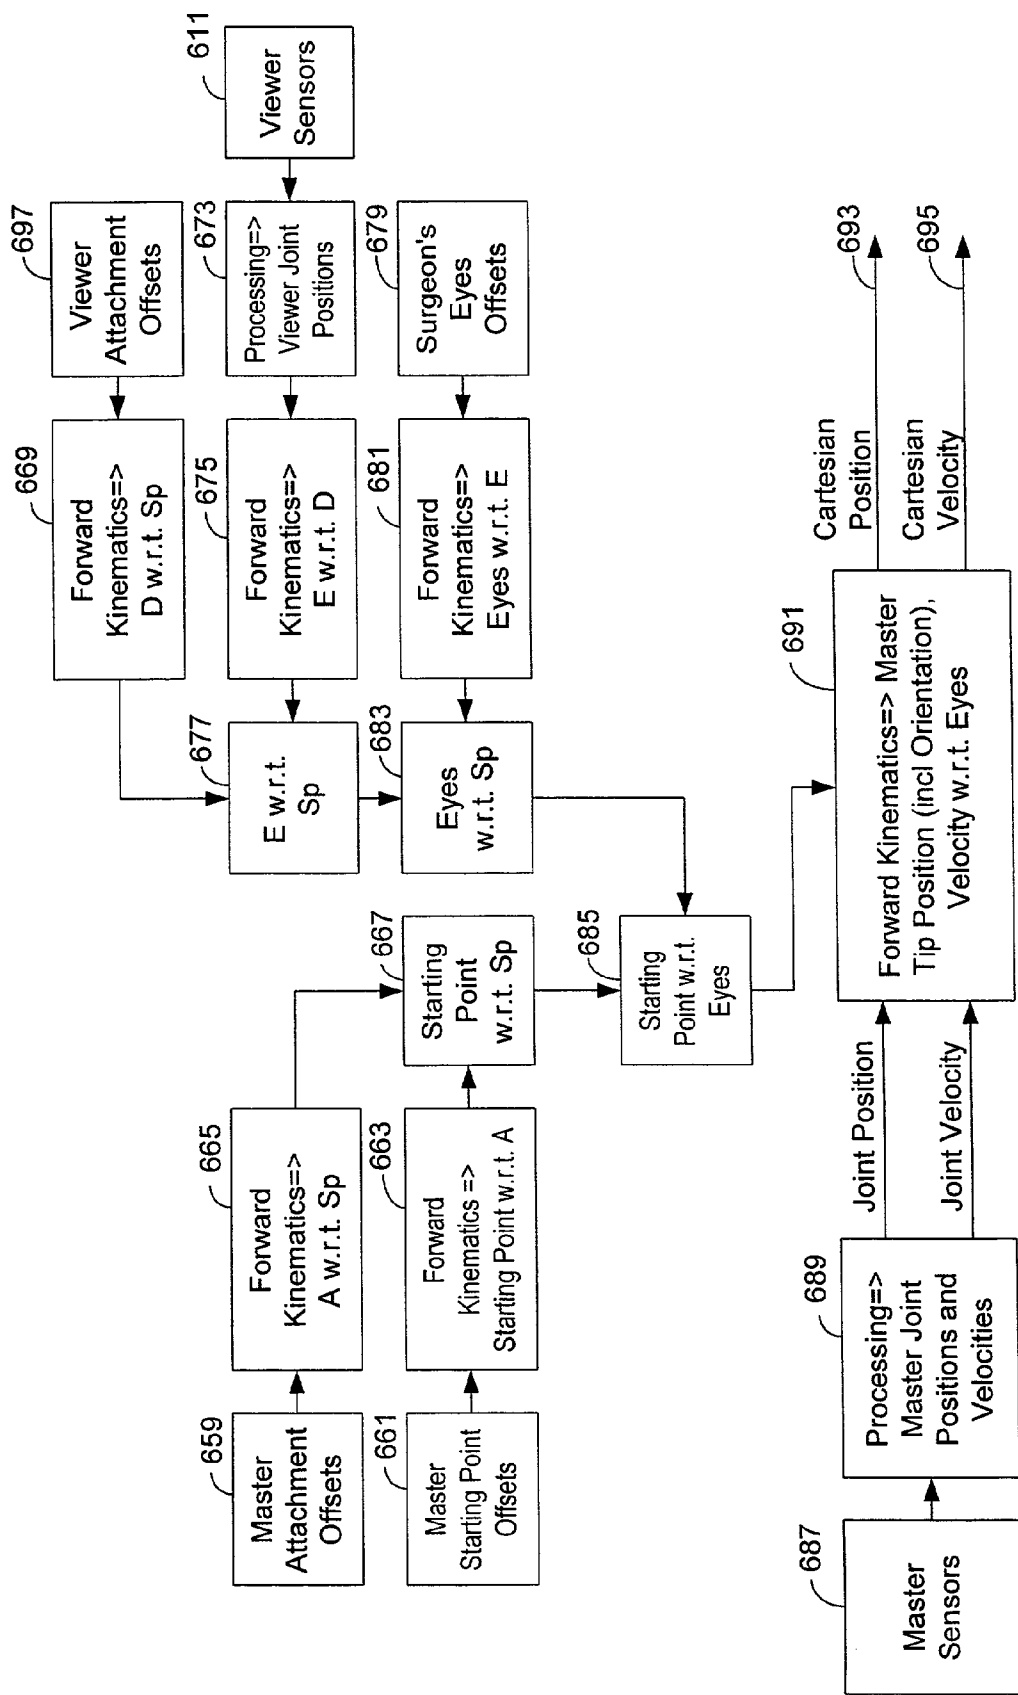 611
Viewer
Sensors
697
Viewer
Attachment
Offsets
673
Processing=>
Viewer Joint
Positions
679
Surgeon's
Eyes
Offsets
669
Forward
Kinematics=>
D w.r.t. Sp
675
Forward
Kinematics=>
E w.r.t. D
681
Forward
Kinematics=>
Eyes w.r.t. E
677
E w.r.t.
Sp
683
Eyes
w.r.t. Sp
667
Starting
Point
w.r.t. Sp
685
Starting
Point w.r.t.
Eyes
665
Forward
Kinematics=>
A w.r.t. Sp
663
Forward
Kinematics =>
Starting Point w.r.t. A
659
Master
Attachment
Offsets
661
Master
Starting Point
Offsets
687
Master
Sensors
689
Processing=>
Master Joint
Positions and
Velocities
Joint Position
Joint Velocity
691
Forward Kinematics=> Master
Tip Position (incl Orientation),
Velocity w.r.t. Eyes
Cartesian
Position
693
Cartesian
Velocity
695